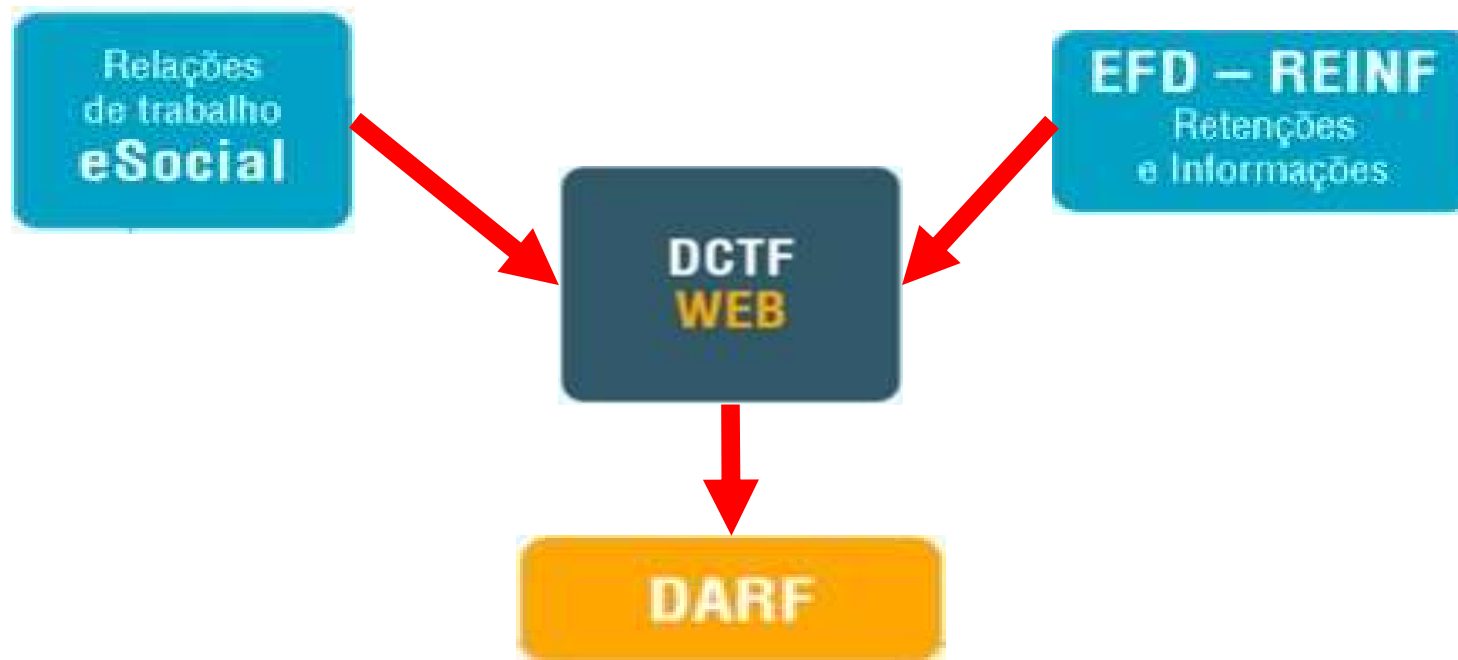 Relações
de trabalho
eSocial
EFD – REINF
Retenções
e Informações
DCTF
WEB
DARF